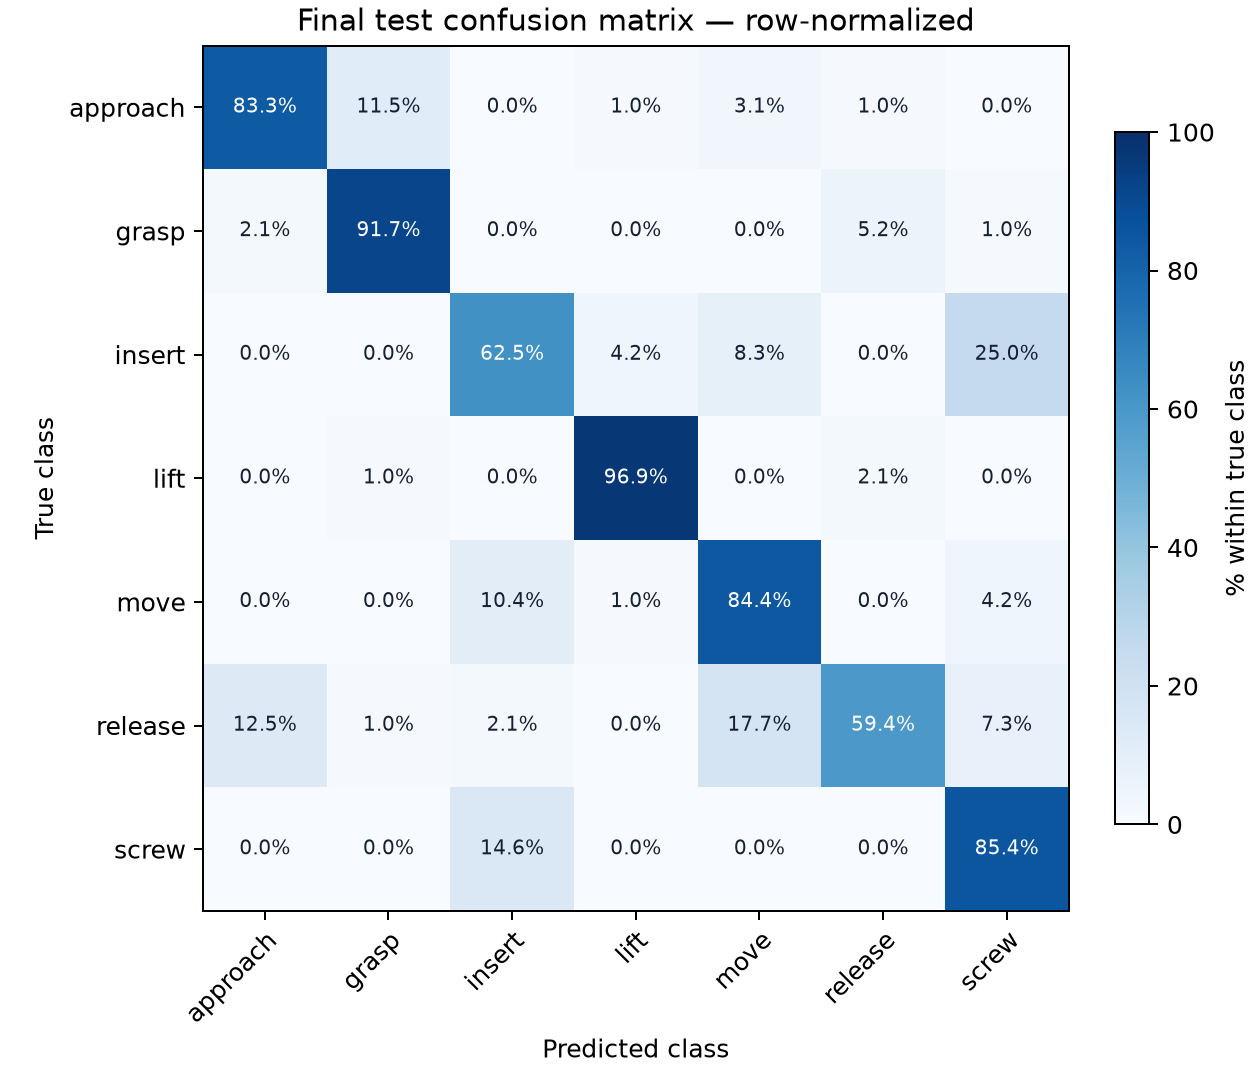 Final test confusion matrix — row-normalized
approach 83.3% 11.5% 0.0% 1.0% 3.1% 1.0% 0.0%
grasp 2.1% 91.7% 0.0% 0.0% 0.0% 5.2% 1.0%
insert 0.0% 0.0% 62.5% 4.2% 8.3% 0.0% 25.0%
lift 0.0% 1.0% 0.0% 96.9% 0.0% 2.1% 0.0%
move 0.0% 0.0% 10.4% 1.0% 84.4% 0.0% 4.2%
release 12.5% 1.0% 2.1% 0.0% 17.7% 59.4% 7.3%
screw 0.0% 0.0% 14.6% 0.0% 0.0% 0.0% 85.4%
approach grasp insert lift move release screw
Predicted class
True class
100
80
60
40
20
0
% within true class